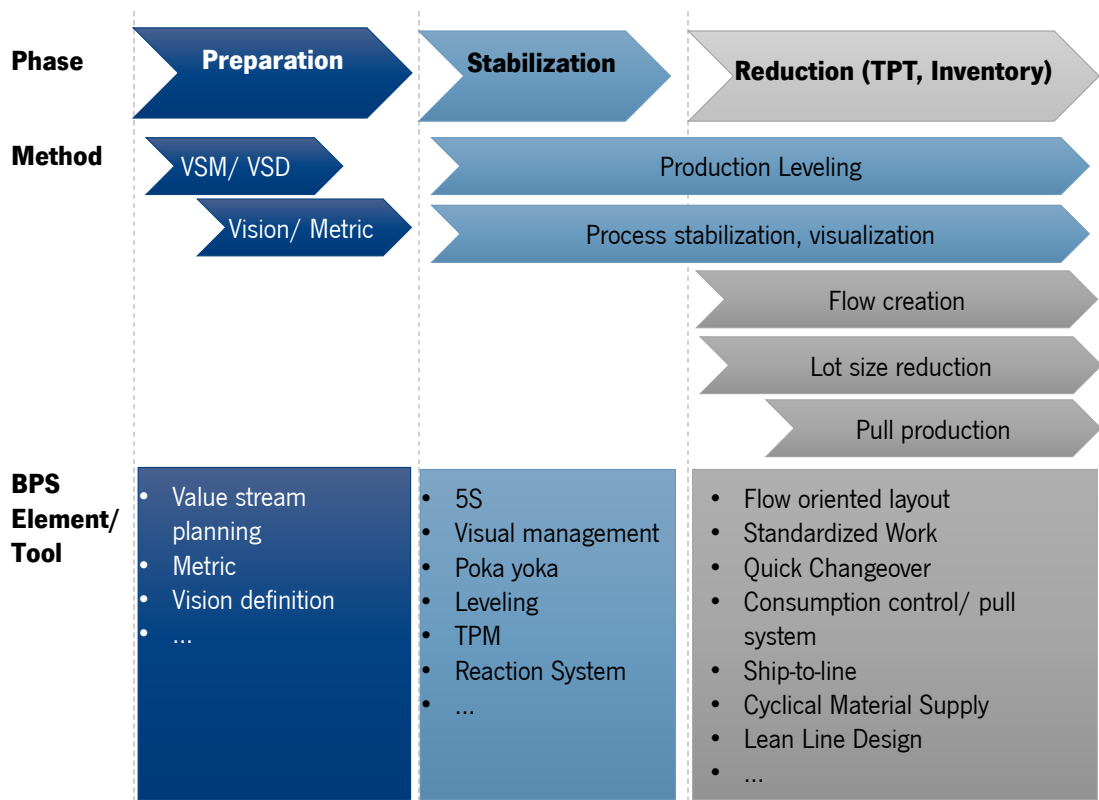 Phase
Preparation
Stabilization
Reduction (TPT, Inventory)
Method
VSM/ VSD
Production Leveling
Vision/ Metric
Process stabilization, visualization
Flow creation
Lot size reduction
Pull production
BPS
Element/
Tool
• Value stream
planning
• Metric
• Vision definition
• ...
• 5S
• Visual management
• Poka yoka
• Leveling
• TPM
• Reaction System
• ...
• Flow oriented layout
• Standardized Work
• Quick Changeover
• Consumption control/ pull
system
• Ship-to-line
• Cyclical Material Supply
• Lean Line Design
• ...